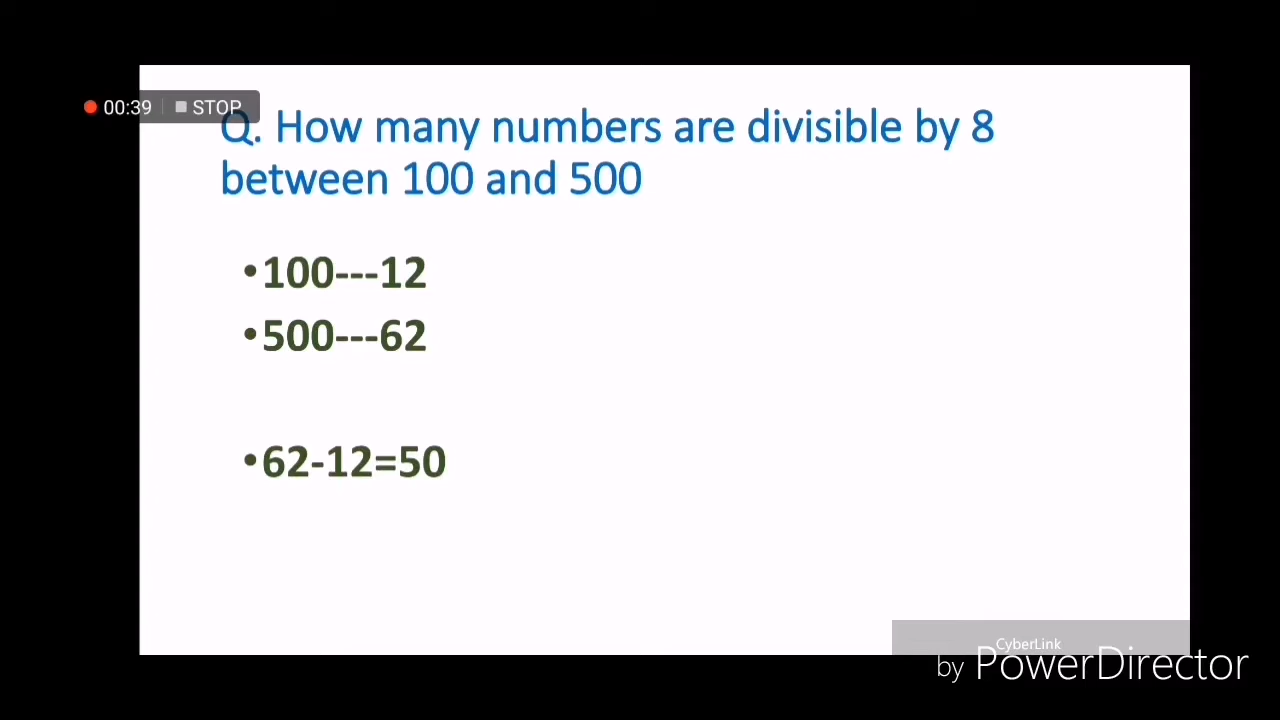 00:39 STOP
Q. How many numbers are divisible by 8
between 100 and 500
•100---12
•500---62
•62-12=50
CyberLink
by PowerDirector